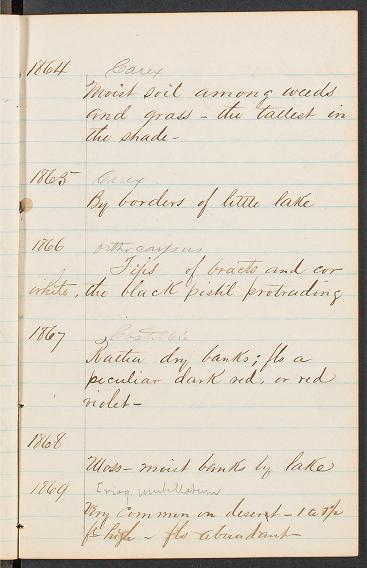 1864 Carex
Moist soil among weeds
and grass - the tallest in
the shade -
1865 Carex
By borders of little lake
1866 orthocarpus
Tips of bracts and cor
white, the black pistil protruding
1867 Castilleia
Rather dry banks; fls a
peculiar dark red, or red
violet -
1868
Moss - moist banks by lake
1869 Eriog umbellatum
Very common on desert - 1
ft high - fls abundant